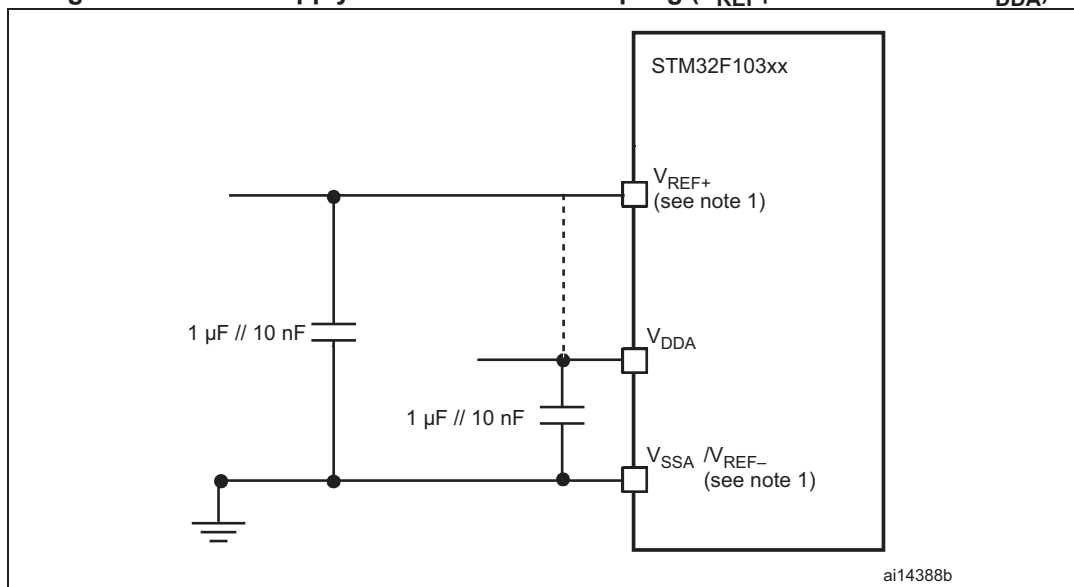 STM32F103xx
VREF+
(see note 1)
1 µF // 10 nF
VDDA
1 µF // 10 nF
VSSA /VREF–
(see note 1)
ai14388b